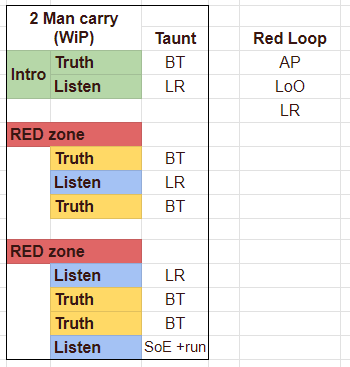 2 Man carry
(WiP) Taunt Red Loop
Intro Truth BT AP
Listen LR LoO
LR
RED zone
Truth BT
Listen LR
Truth BT
RED zone
Listen LR
Truth BT
Truth BT
Listen SoE +run